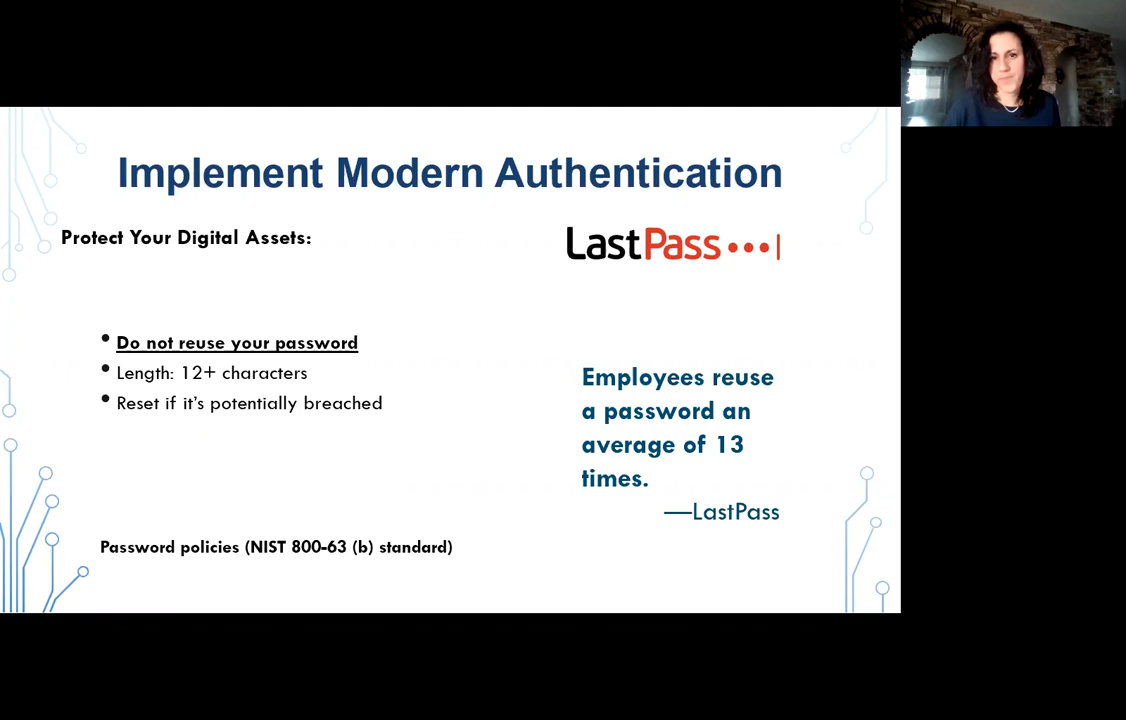 Implement Modern Authentication
Protect Your Digital Assets:
LastPass•••|
• Do not reuse your password
• Length: 12+ characters
• Reset if it's potentially breached
Employees reuse
a password an
average of 13
times.
—LastPass
Password policies (NIST 800-63 (b) standard)